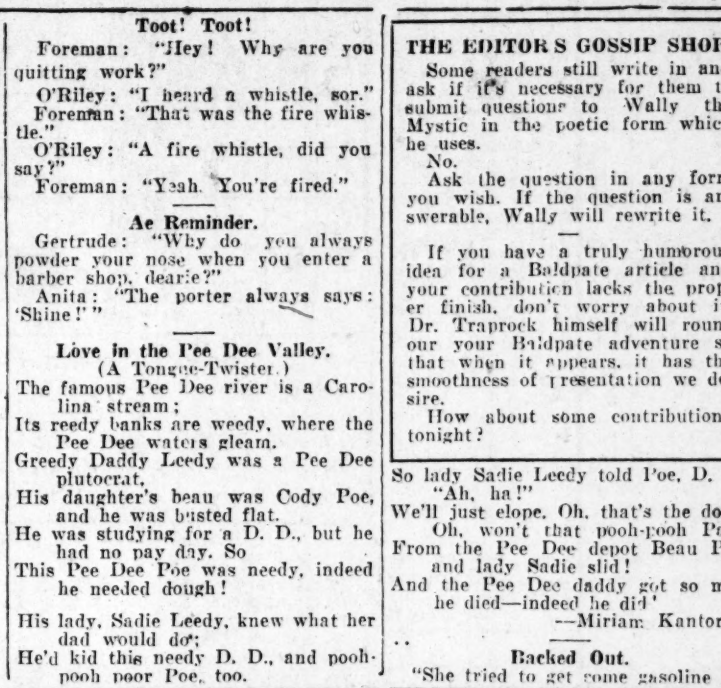 Toot! Toot!
Foreman: "Hey! Why are you
quitting work?"
O'Riley: "I heard a whistle, sor."
Foreman: "That was the fire whis-
tle."
O'Riley: "A fire whistle, did you
say?"
Foreman: "Yeah. You're fired."
Ae Reminder.
Gertrude: "Why do you always
powder your nose when you enter a
barber shop, dearie?"
Anita: "The porter always says:
'Shine!'"
Love in the Pee Dee Valley.
(A Tongue-Twister.)
The famous Pee Dee river is a Caro-
lina stream;
Its reedy banks are weedy, where the
Pee Dee waters gleam.
Greedy Daddy Leedy was a Pee Dee
plutocrat,
His daughter's beau was Cody Poe,
and he was busted flat.
He was studying for a D. D., but he
had no pay day. So
This Pee Dee Poe was needy, indeed
he needed dough!
His lady, Sadie Leedy, knew what her
dad would do;
He'd kid this needy D. D., and pooh-
pooh poor Poe, too.
THE EDITOR S GOSSIP SHOP
Some readers still write in an
ask if it's necessary for them t
submit questions to Wally th
Mystic in the poetic form whic
he uses.
No.
Ask the question in any for
you wish. If the question is an
swerable, Wally will rewrite it.
If you have a truly humorou
idea for a Baldpate article an
your contribution lacks the prop
er finish, don't worry about i
Dr. Traprock himself will roun
our your Baldpate adventure s
that when it appears, it has th
smoothness of presentation we de
sire.
How about some contribution
tonight?
So lady Sadie Leedy told Poe, D.
"Ah, ha!"
We'll just elope. Oh, that's the do
Oh, won't that pooh-pooh P
From the Pee Dee depot Beau P
and lady Sadie slid!
And the Pee Dee daddy got so m
he died—indeed he did'
—Miriam Kantor
Backed Out.
"She tried to get some gasoline